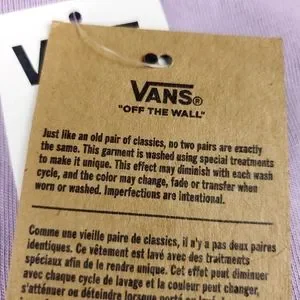 VANS®
"OFF THE WALL"
Just like an old pair of classics, no two pairs are exactly
the same. This garment is washed using special treatments
to make it unique. This effect may diminish with each wash
cycle, and the color may change, fade or transfer when
worn or washed. Imperfections are intentional.
Comme une vieille paire de classics, il n'y a pas deux paires
identiques. Ce vêtement est lavé avec des traitements
spéciaux afin de le rendre unique. Cet effet peut diminuer
avec chaque cycle de lavage et la couleur peut changer,
s'atténuer ou déteindre lorsque